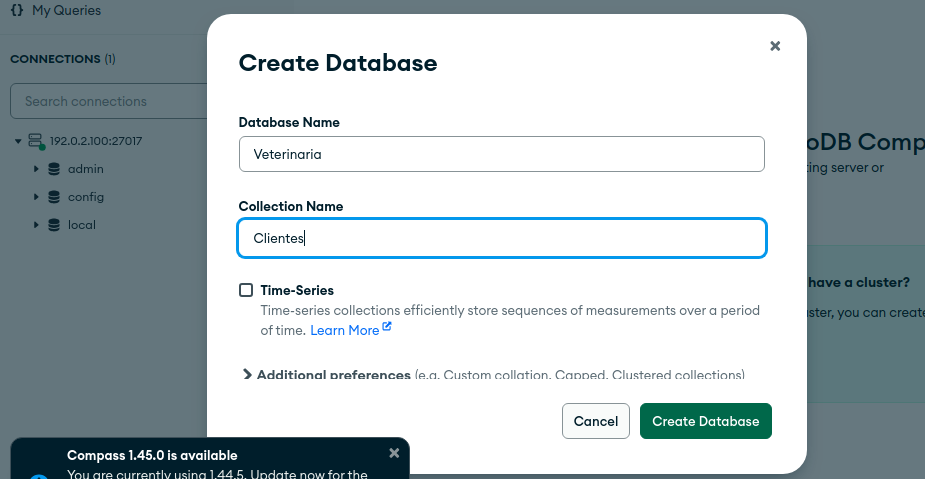 {} My Queries
CONNECTIONS (1)
Search connections
192.0.2.100:27017
admin
config
local
Create Database
Database Name
Veterinaria
Collection Name
Clientes
Time-Series
Time-series collections efficiently store sequences of measurements over a period
of time. Learn More
Additional preferences (e.g. Custom collation, Capped, Clustered collections)
Cancel
Create Database
oDB Comp
ting server or
have a cluster?
uster, you can create
Compass 1.45.0 is available
You are currently using 1.44.5. Update now for the